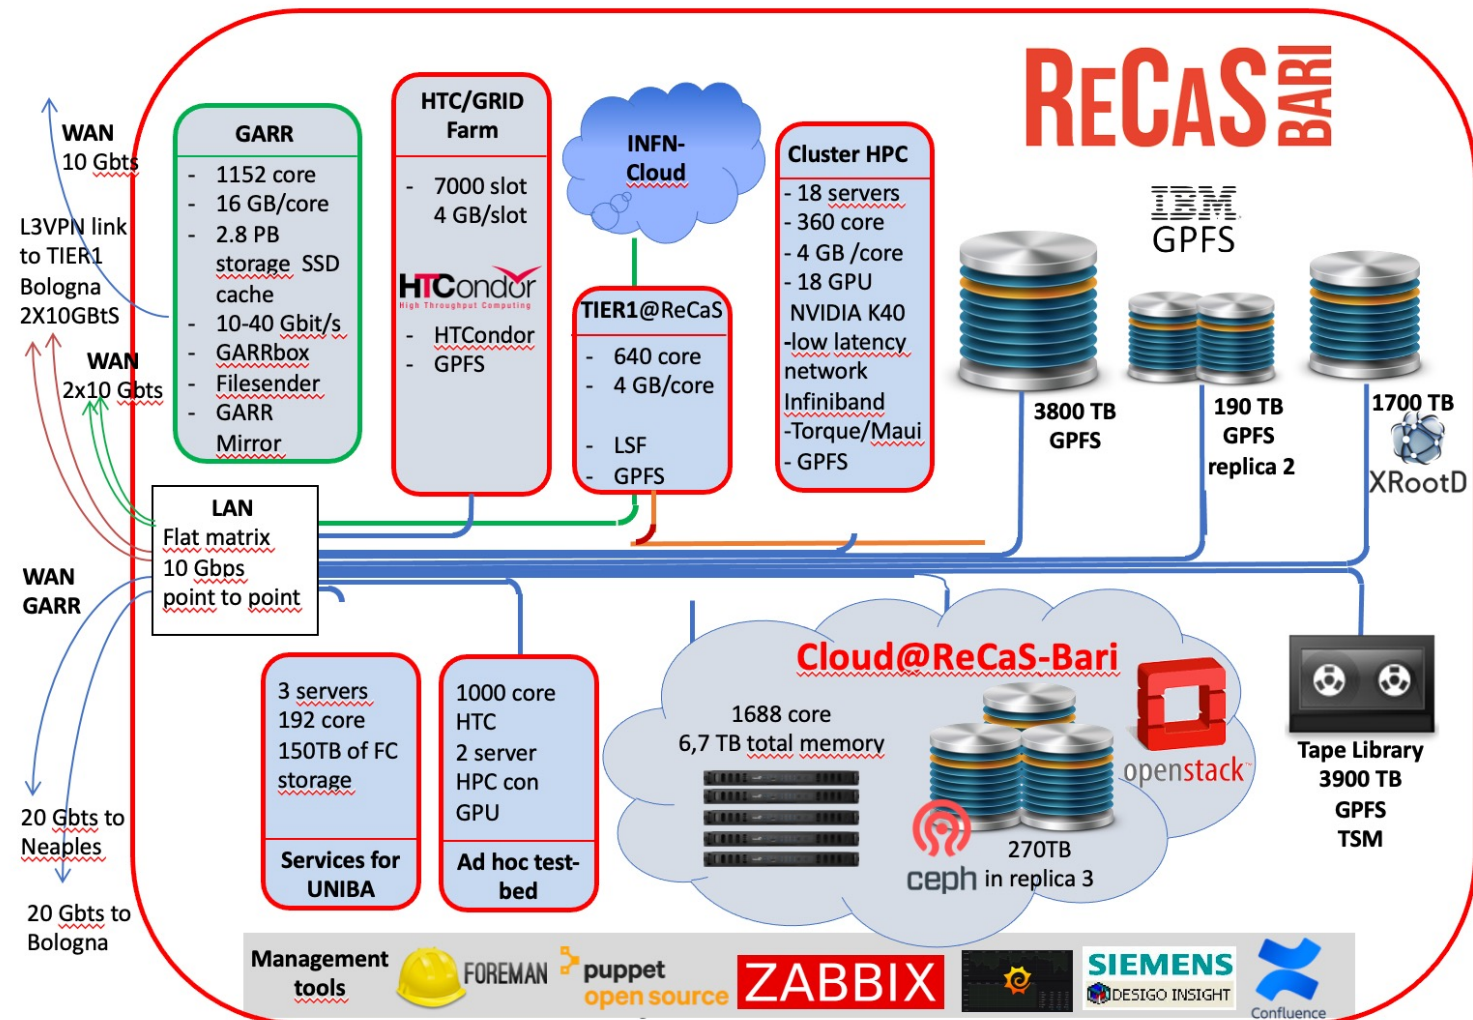 RECAS
BARI
WAN
10 Gbts
L3VPN link
to TIER1
Bologna
2X10GBtS
WAN
2x10 Gbts
GARR
- 1152 core
- 16 GB/core
- 2.8 PB
storage SSD
cache
- 10-40 Gbit/s
- GARRbox
- Filesender
- GARR
Mirror
HTC/GRID
Farm
- 7000 slot
4 GB/slot
HTCondor
High Throughput Computing
- HTCondor
- GPFS
INFN-
Cloud
TIER1@ReCaS
- 640 core
- 4 GB/core
- LSF
- GPFS
Cluster HPC
- 18 servers
- 360 core
- 4 GB /core
- 18 GPU
NVIDIA K40
-low latency
network
Infiniband
-Torque/Maui
- GPFS
IBM
GPFS
3800 TB
GPFS
190 TB
GPFS
replica 2
1700 TB
XRootD
LAN
Flat matrix
10 Gbps
point to point
WAN
GARR
20 Gbts to
Neaples
20 Gbts to
Bologna
3 servers
192 core
150TB of FC
storage
Services for
UNIBA
1000 core
HTC
2 server
HPC con
GPU
Ad hoc test-
bed
Cloud@ReCaS-Bari
1688 core
6,7 TB total memory
openstack
ceph
270TB
in replica 3
Tape Library
3900 TB
GPFS
TSM
Management
tools
FOREMAN
puppet
open source
ZABBIX
SIEMENS
DESIGO INSIGHT
Confluence